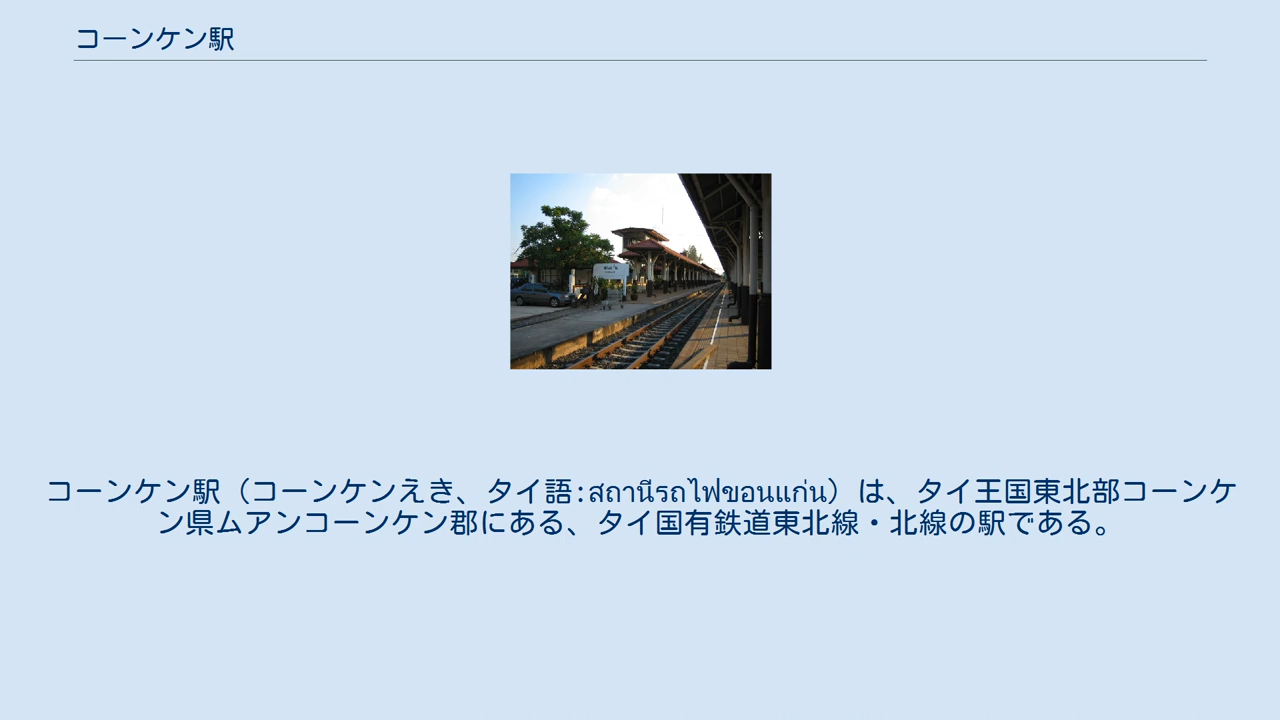 コーンケン駅
コーンケン駅（コーンケンえき、タイ語:สถานีรถไฟขอนแก่น）は、タイ王国東北部コーンケ
ン県ムアンコーンケン郡にある、タイ国有鉄道東北線・北線の駅である。